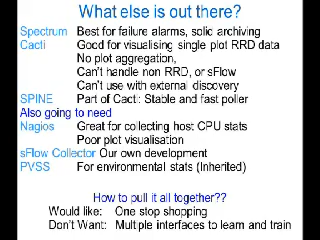 What else is out there?
Spectrum Best for failure alarms, solid archiving
Cacti Good for visualising single plot RRD data
No plot aggregation,
Can't handle non RRD, or sFlow
Can't use with external discovery
SPINE Part of Cacti: Stable and fast poller
Also going to need
Nagios Great for collecting host CPU stats
Poor plot visualisation
sFlow Collector Our own development
PVSS For environmental stats (Inherited)
How to pull it all together??
Would like: One stop shopping
Don't Want: Multiple interfaces to learn and train